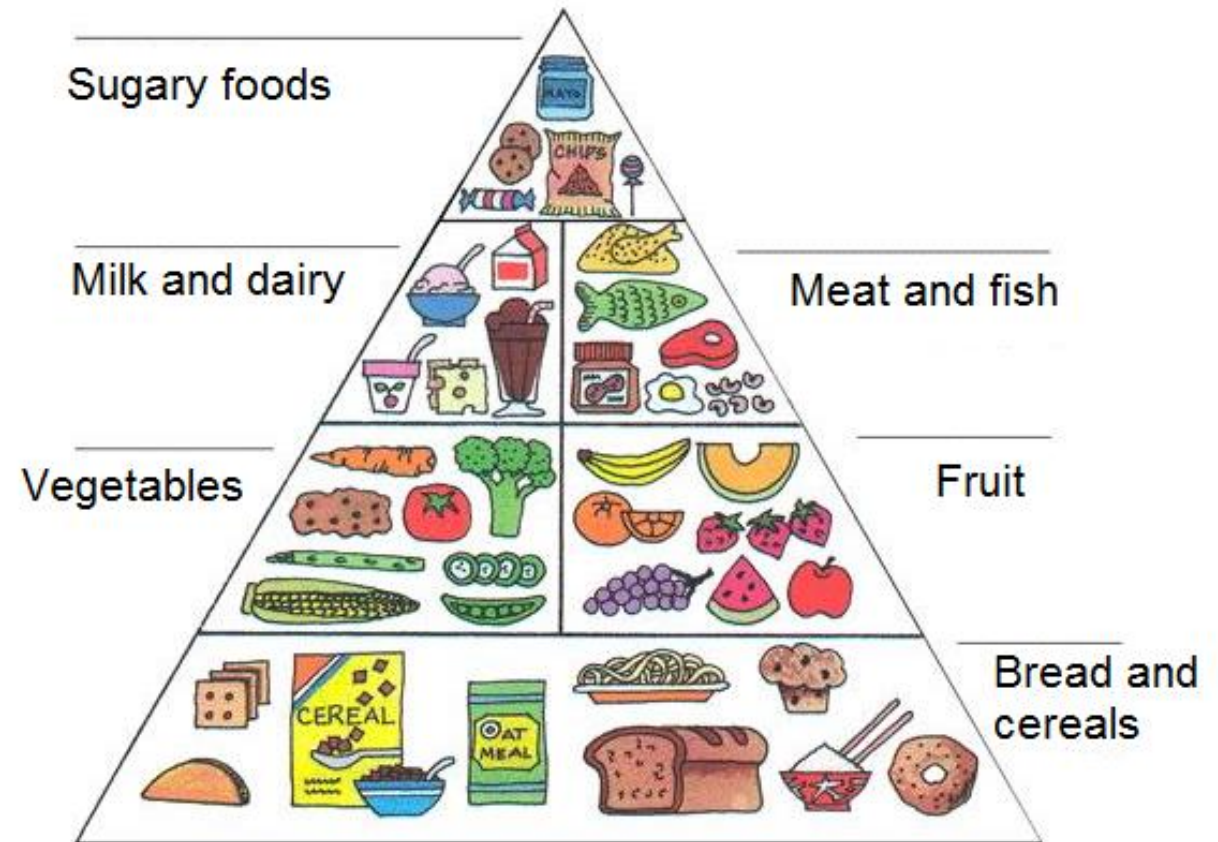 Sugary foods
MAYO
CHIPS
Milk and dairy
Meat and fish
Vegetables
Fruit
Bread and
cereals
CEREAL
OAT
MEAL